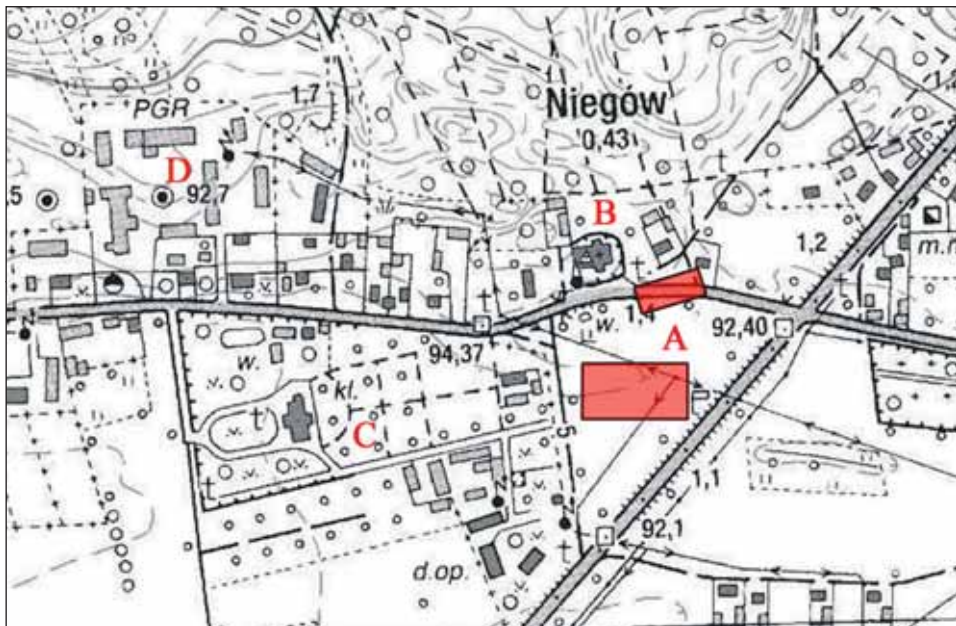 PGR
1,7
Niegów
0,43
D
92,7
,5
B
1,2
m.r
1,1
w.
A
92,40
94,37
w.
kł.
C
5
1,1
92,1
d.op.